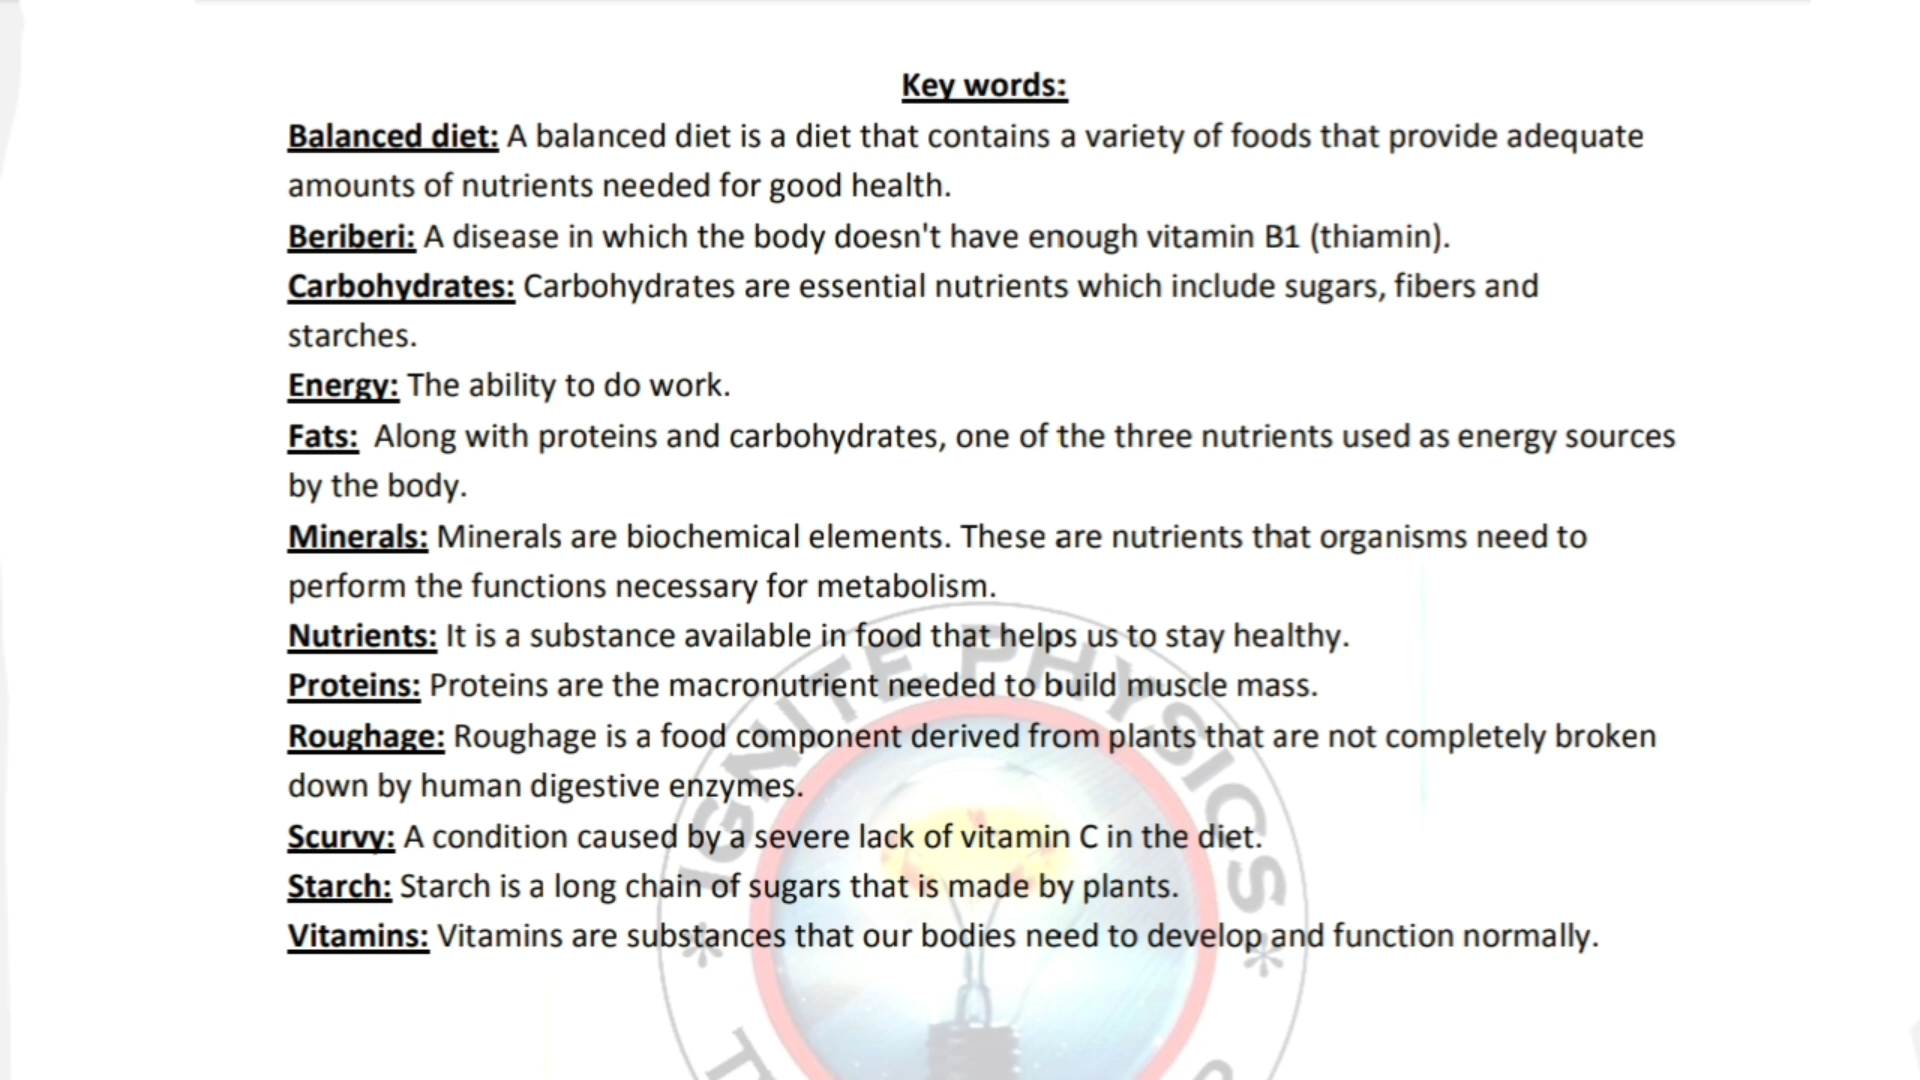 Key words:
Balanced diet: A balanced diet is a diet that contains a variety of foods that provide adequate
amounts of nutrients needed for good health.
Beriberi: A disease in which the body doesn't have enough vitamin B1 (thiamin).
Carbohydrates: Carbohydrates are essential nutrients which include sugars, fibers and
starches.
Energy: The ability to do work.
Fats:  Along with proteins and carbohydrates, one of the three nutrients used as energy sources
by the body.
Minerals: Minerals are biochemical elements. These are nutrients that organisms need to
perform the functions necessary for metabolism.
Nutrients: It is a substance available in food that helps us to stay healthy.
Proteins: Proteins are the macronutrient needed to build muscle mass.
Roughage: Roughage is a food component derived from plants that are not completely broken
down by human digestive enzymes.
Scurvy: A condition caused by a severe lack of vitamin C in the diet.
Starch: Starch is a long chain of sugars that is made by plants.
Vitamins: Vitamins are substances that our bodies need to develop and function normally.
* IGNITE PHYSICS *